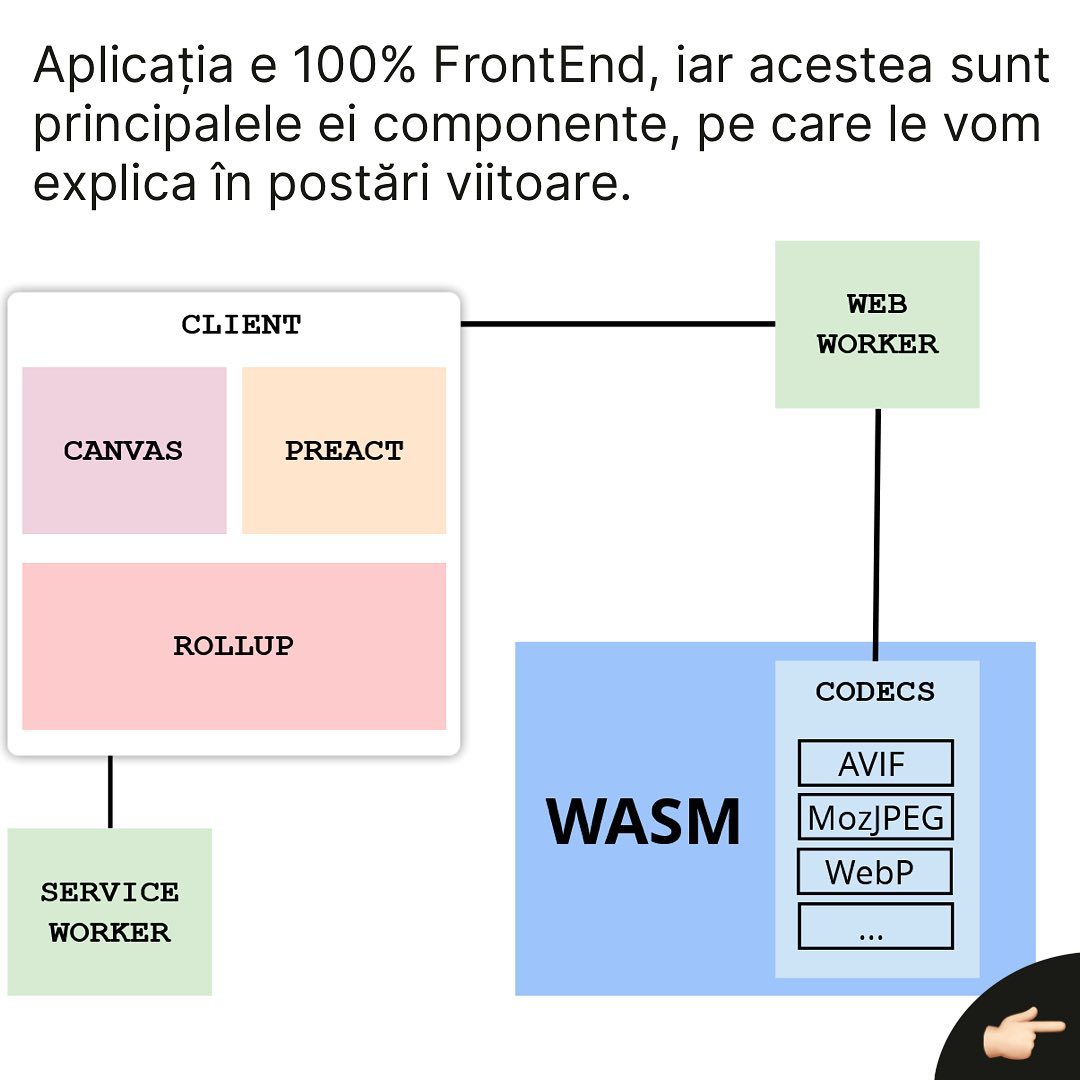 Aplicația e 100% FrontEnd, iar acestea sunt
principalele ei componente, pe care le vom
explica în postări viitoare.
CLIENT
CANVAS
PREACT
ROLLUP
WEB
WORKER
SERVICE
WORKER
WASM
CODECS
AVIF
MozJPEG
WebP
...